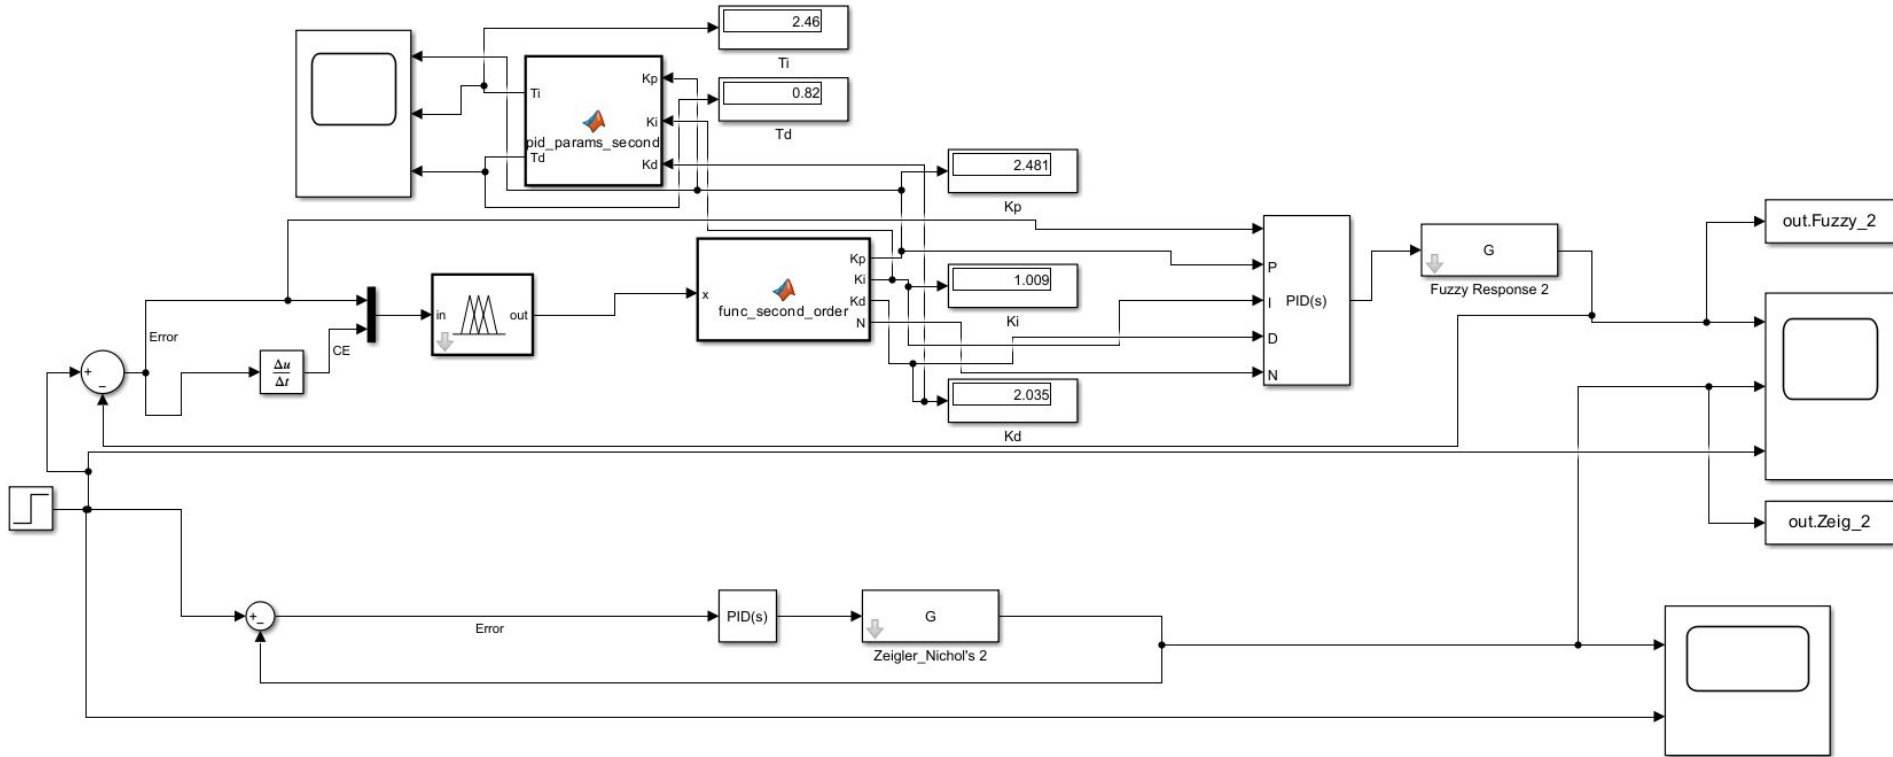 2.46
Ti
Kp
Ti
0.82
Ki
pid_params_second
Td
Td
Kd
2.481
Kp
out.Fuzzy_2
P
G
Kp
Fuzzy Response 2
Ki
1.009
x
Kd
I
PID(s)
func_second_order
in
out
N
Ki
Error
D
CE
Δu
Δt
+
−
N
2.035
Kd
out.Zeig_2
+
−
PID(s)
G
Error
Zeigler_Nichol's 2